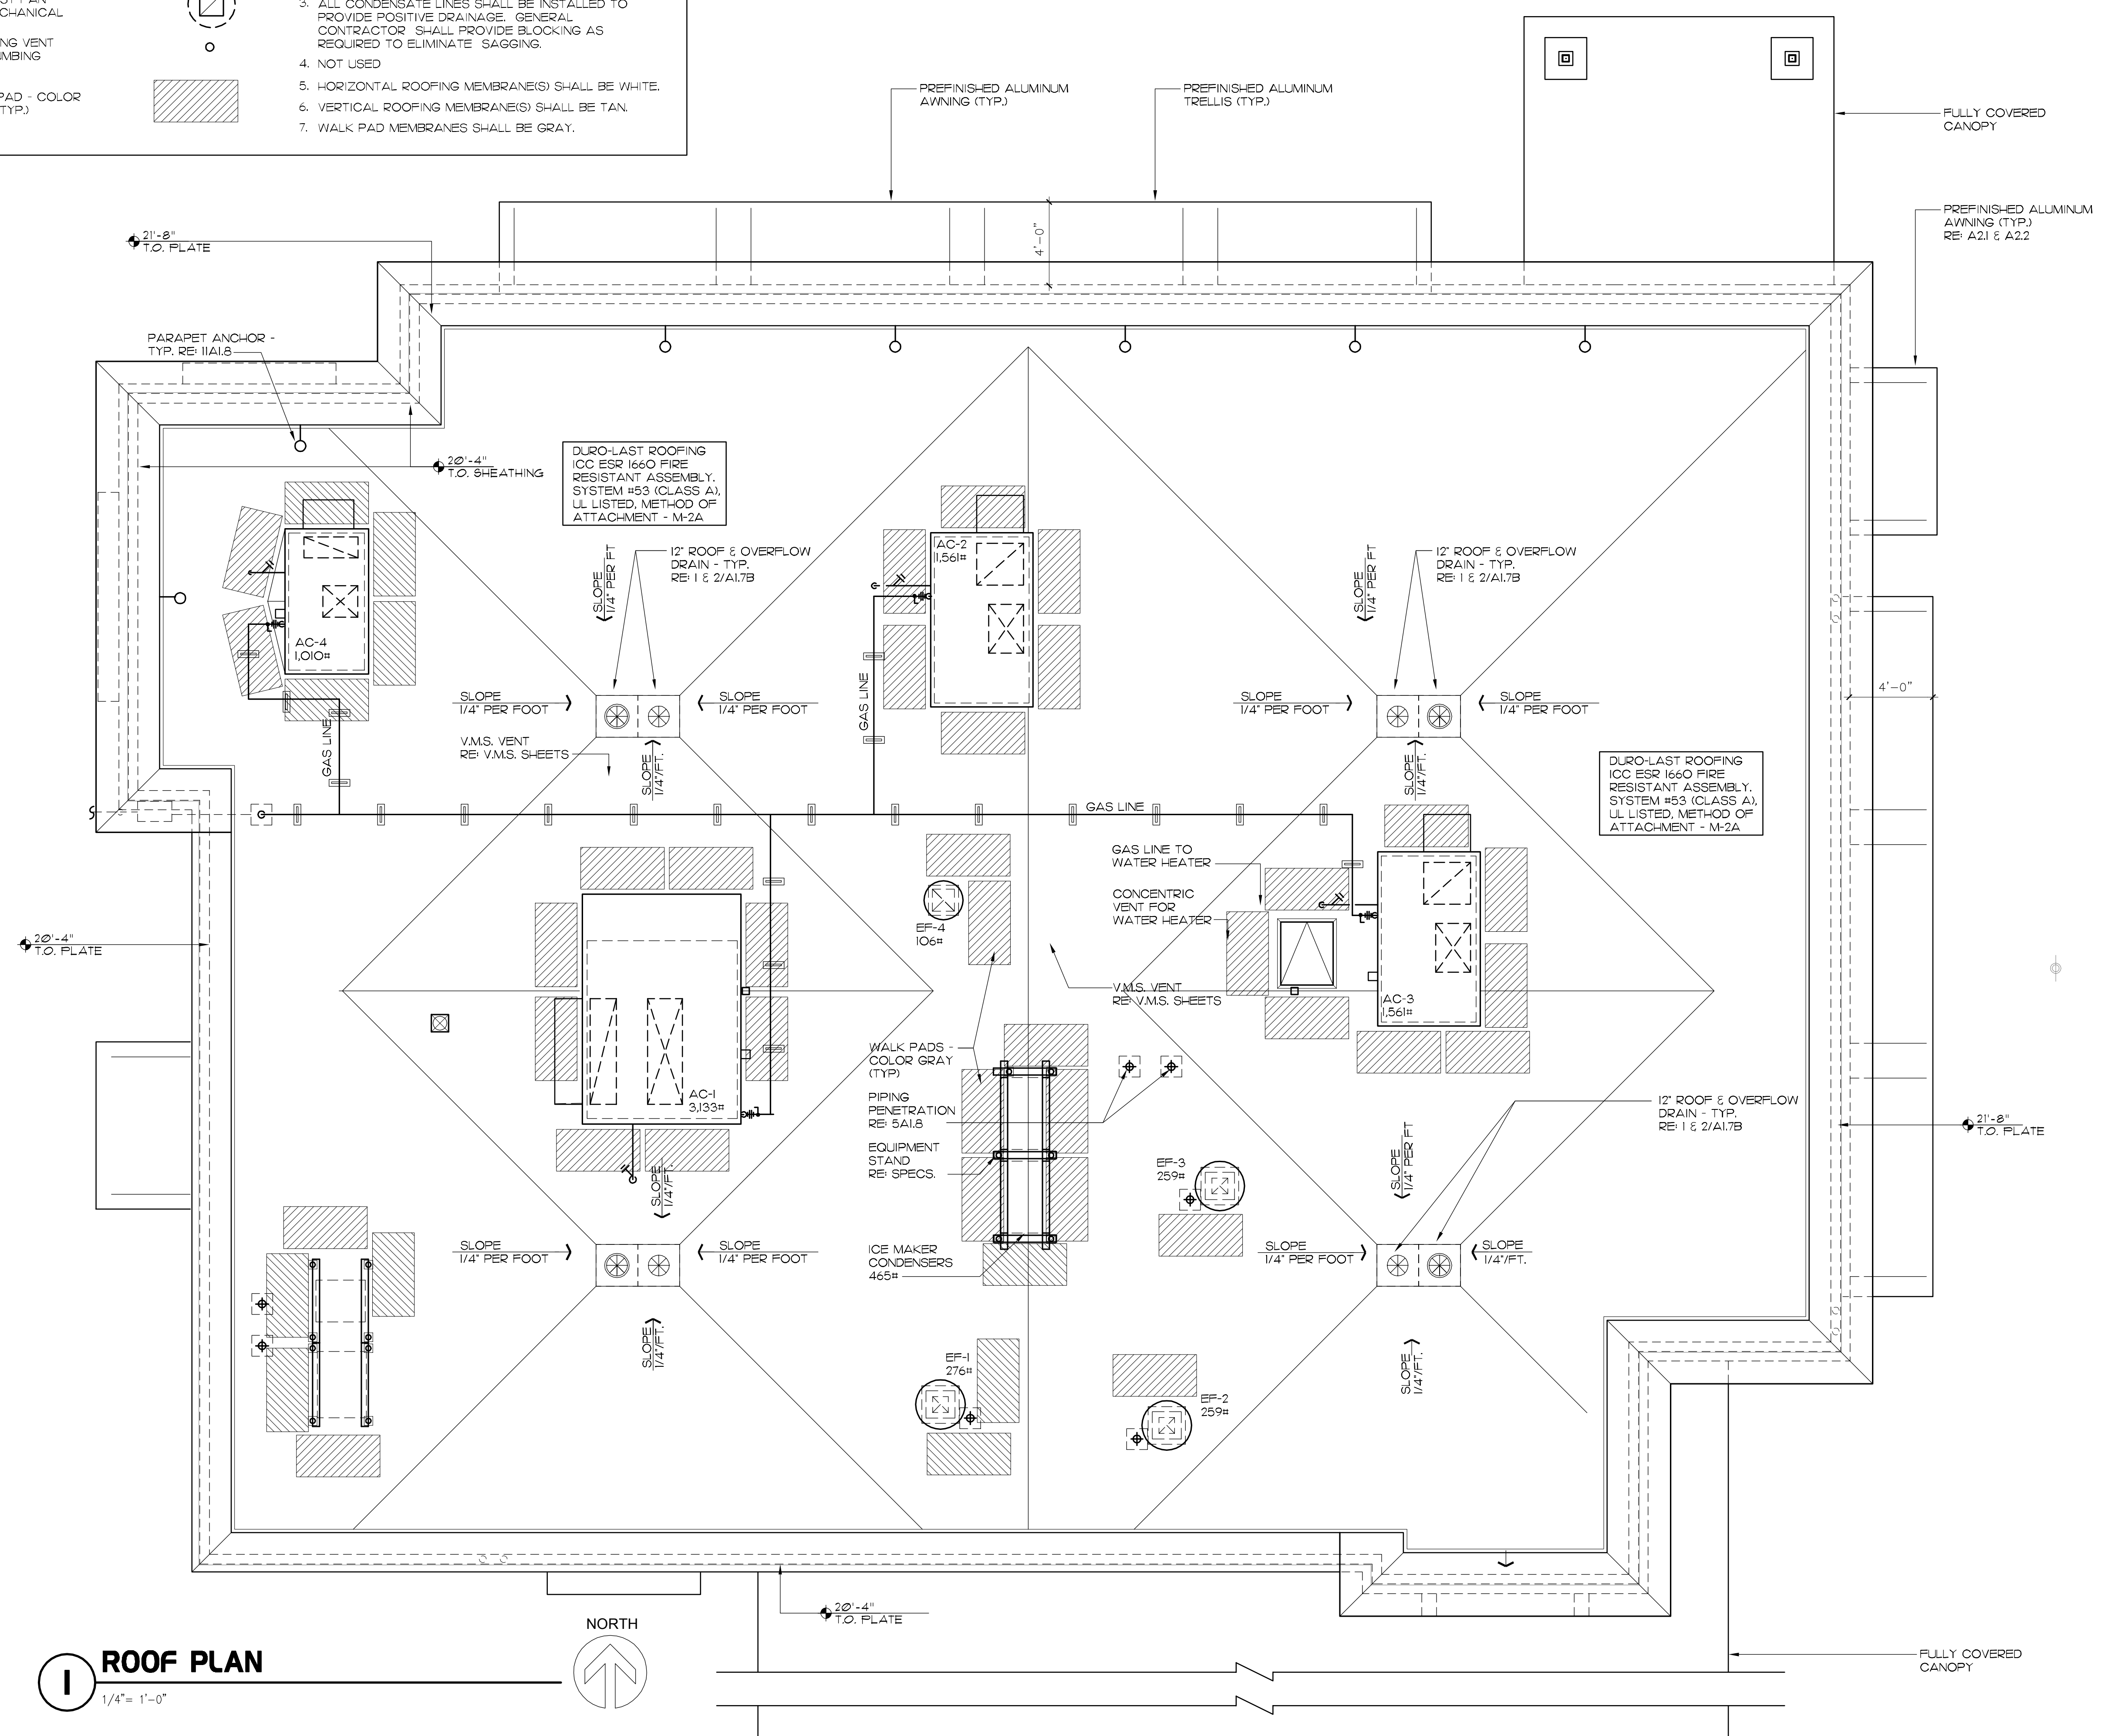 CHANICAL
NG VENT
MBING
PAD - COLOR
TYP.)
3. ALL CONDENSATE LINES SHALL BE INSTALLED TO
PROVIDE POSITIVE DRAINAGE. GENERAL
CONTRACTOR SHALL PROVIDE BLOCKING AS
REQUIRED TO ELIMINATE SAGGING.
4. NOT USED
5. HORIZONTAL ROOFING MEMBRANE(S) SHALL BE WHITE.
6. VERTICAL ROOFING MEMBRANE(S) SHALL BE TAN.
7. WALK PAD MEMBRANES SHALL BE GRAY.
PREFINISHED ALUMINUM
AWNING (TYP.)
PREFINISHED ALUMINUM
TRELLIS (TYP.)
FULLY COVERED
CANOPY
PREFINISHED ALUMINUM
AWNING (TYP.)
RE: A2.1 & A2.2
21'-8"
T.O. PLATE
4'-0"
PARAPET ANCHOR -
TYP. RE: 11A1.8
20'-4"
T.O. SHEATHING
DURO-LAST ROOFING
ICC ESR 1660 FIRE
RESISTANT ASSEMBLY.
SYSTEM #53 (CLASS A),
UL LISTED, METHOD OF
ATTACHMENT - M-2A
12" ROOF & OVERFLOW
DRAIN - TYP.
RE: 1 & 2/A1.7B
SLOPE
1/4" PER FT
AC-2
1,561#
12" ROOF & OVERFLOW
DRAIN - TYP.
RE: 1 & 2/A1.7B
SLOPE
1/4" PER FT
AC-4
1,010#
SLOPE
1/4" PER FOOT
SLOPE
1/4" PER FOOT
SLOPE
1/4" PER FOOT
SLOPE
1/4" PER FOOT
4'-0"
GAS LINE
GAS LINE
V.M.S. VENT
RE: V.M.S. SHEETS
SLOPE
1/4"/FT.
SLOPE
1/4"/FT.
DURO-LAST ROOFING
ICC ESR 1660 FIRE
RESISTANT ASSEMBLY.
SYSTEM #53 (CLASS A),
UL LISTED, METHOD OF
ATTACHMENT - M-2A
GAS LINE
GAS LINE TO
WATER HEATER
CONCENTRIC
VENT FOR
WATER HEATER
EF-4
106#
20'-4"
T.O. PLATE
V.M.S. VENT
RE: V.M.S. SHEETS
AC-3
1,561#
WALK PADS -
COLOR GRAY
(TYP)
AC-1
3,133#
PIPING
PENETRATION
RE: 5A1.8
12" ROOF & OVERFLOW
DRAIN - TYP.
RE: 1 & 2/A1.7B
21'-8"
T.O. PLATE
EQUIPMENT
STAND
RE: SPECS.
SLOPE
1/4"/FT.
EF-3
259#
SLOPE
1/4" PER FT
SLOPE
1/4" PER FOOT
SLOPE
1/4" PER FOOT
ICE MAKER
CONDENSERS
465#
SLOPE
1/4" PER FOOT
SLOPE
1/4"/FT.
SLOPE
1/4"/FT.
EF-1
276#
EF-2
259#
SLOPE
1/4"/FT.
20'-4"
T.O. PLATE
NORTH
1
ROOF PLAN
1/4"= 1'-0"
FULLY COVERED
CANOPY